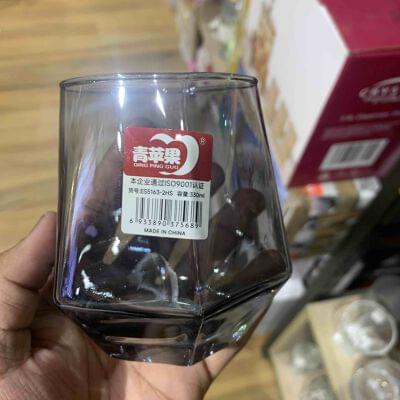 青苹果®
QING PING GUO
本企业通过ISO9001认证
货号:ES5163-2HS 容量:330ml
6 933890 375689
MADE IN CHINA